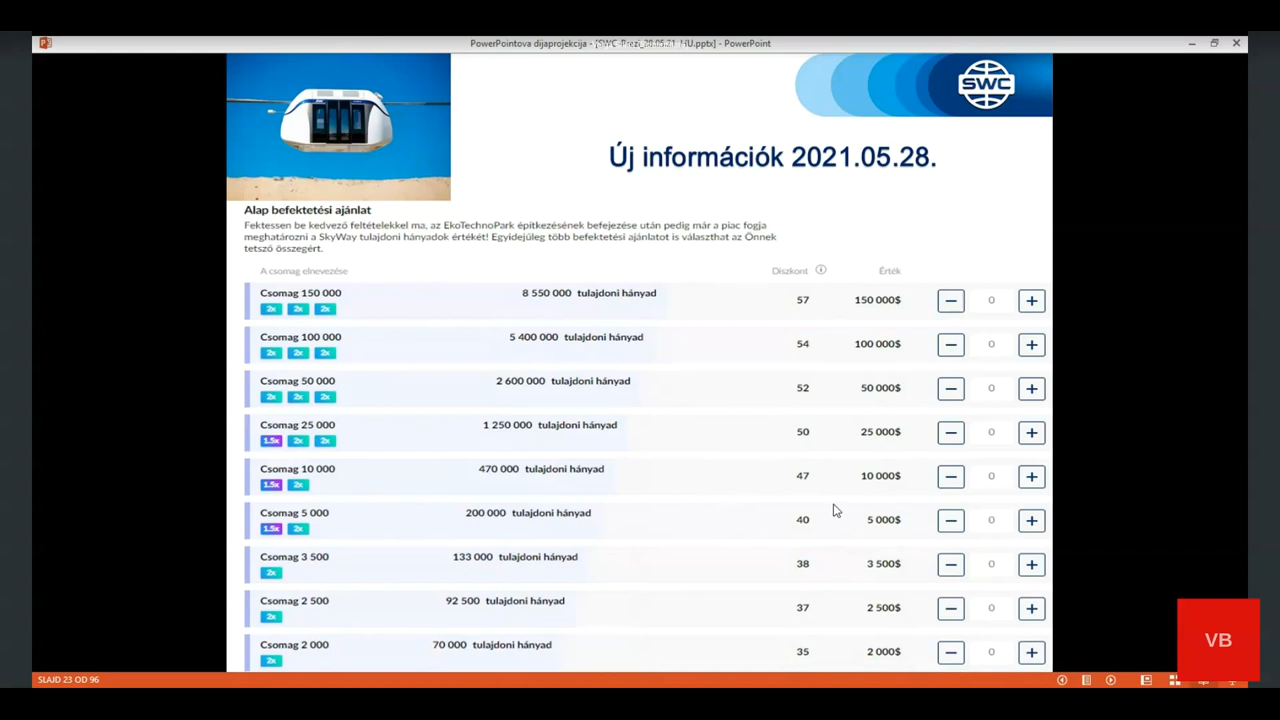 PowerPointova dijaprojekcija - [SWC-Prezi_28.05.21_HU.pptx] - PowerPoint
SWC
Új információk 2021.05.28.
Alap befektetési ajánlat
Fektessen be kedvező feltételekkel ma, az EkoTechnoPark építkezésének befejezése után pedig már a piac fogja
meghatározni a SkyWay tulajdoni hányadok értékét! Egyidejűleg több befektetési ajánlatot is választhat az Önnek
tetsző összegért.
A csomag elnevezése Diszkont Érték
Csomag 150 000 8 550 000 tulajdoni hányad 57 150 000$ 0
2x 2x 2x
Csomag 100 000 5 400 000 tulajdoni hányad 54 100 000$ 0
2x 2x 2x
Csomag 50 000 2 600 000 tulajdoni hányad 52 50 000$ 0
2x 2x 2x
Csomag 25 000 1 250 000 tulajdoni hányad 50 25 000$ 0
1.5x 2x 2x
Csomag 10 000 470 000 tulajdoni hányad 47 10 000$ 0
1.5x 2x
Csomag 5 000 200 000 tulajdoni hányad 40 5 000$ 0
1.5x 2x
Csomag 3 500 133 000 tulajdoni hányad 38 3 500$ 0
2x
Csomag 2 500 92 500 tulajdoni hányad 37 2 500$ 0
2x
Csomag 2 000 70 000 tulajdoni hányad 35 2 000$ 0
2x
VB
SLAJD 23 OD 96